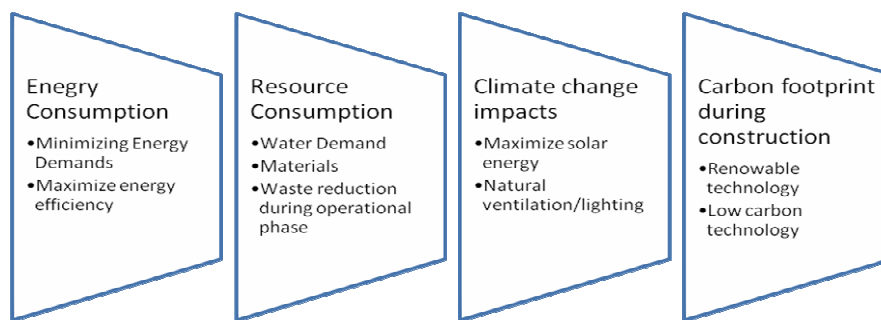 Enegry
Consumption
•Minimizing Energy
Demands
•Maximize energy
efficiency
Resource
Consumption
•Water Demand
•Materials
•Waste reduction
during operational
phase
Climate change
impacts
•Maximize solar
energy
•Natural
ventilation/lighting
Carbon footprint
during
construction
•Renewable
technology
•Low carbon
technology